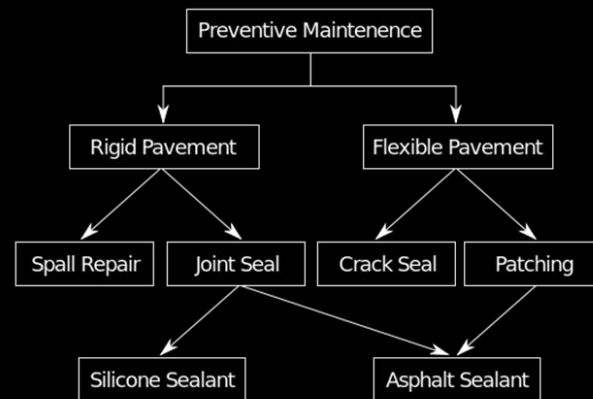 Preventive Maintenence
Rigid Pavement
Flexible Pavement
Spall Repair
Joint Seal
Crack Seal
Patching
Silicone Sealant
Asphalt Sealant